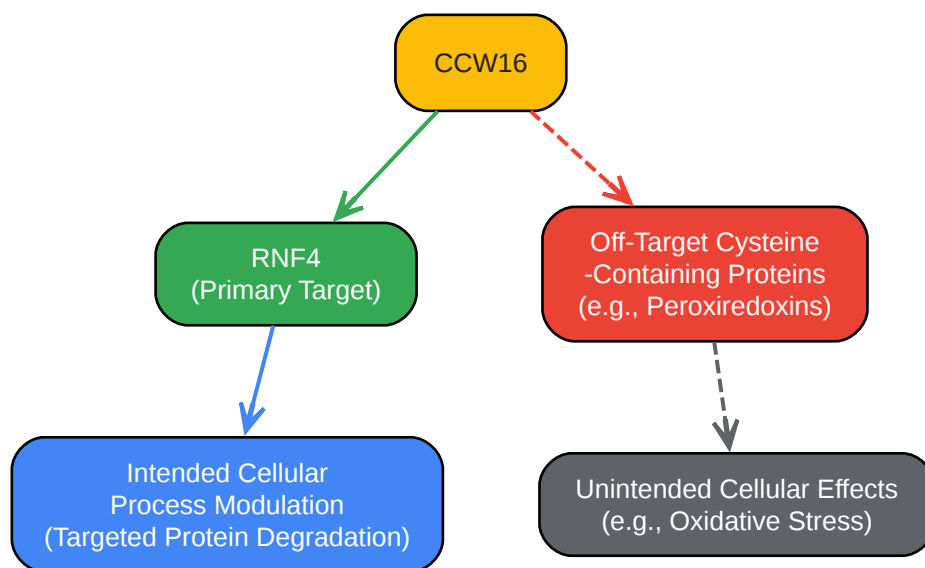 CCW16
RNF4
(Primary Target)
Off-Target Cysteine
-Containing Proteins
(e.g., Peroxiredoxins)
Intended Cellular
Process Modulation
(Targeted Protein Degradation)
Unintended Cellular Effects
(e.g., Oxidative Stress)